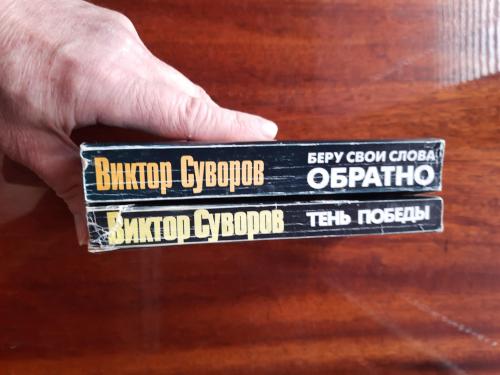 Виктор Суворов
БЕРУ СВОИ СЛОВА
ОБРАТНО
Виктор Суворов
ТЕНЬ ПОБЕДЫ